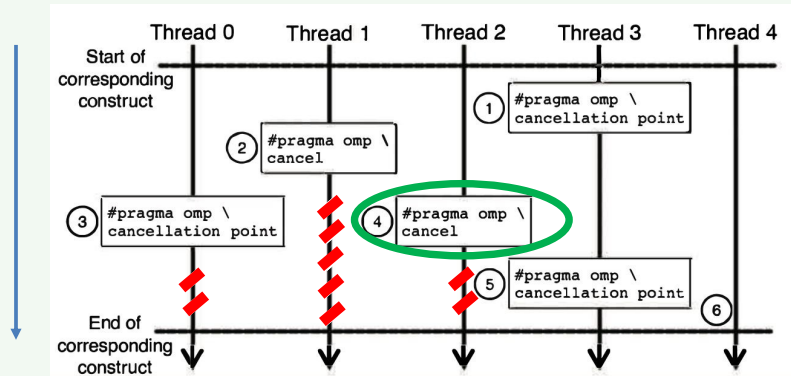 Thread 0 Thread 1 Thread 2 Thread 3 Thread 4
Start of
corresponding
construct
1 #pragma omp \
cancellation point
2 #pragma omp \
cancel
3 #pragma omp \
cancellation point
4 #pragma omp \
cancel
5 #pragma omp \
cancellation point
6
End of
corresponding
construct